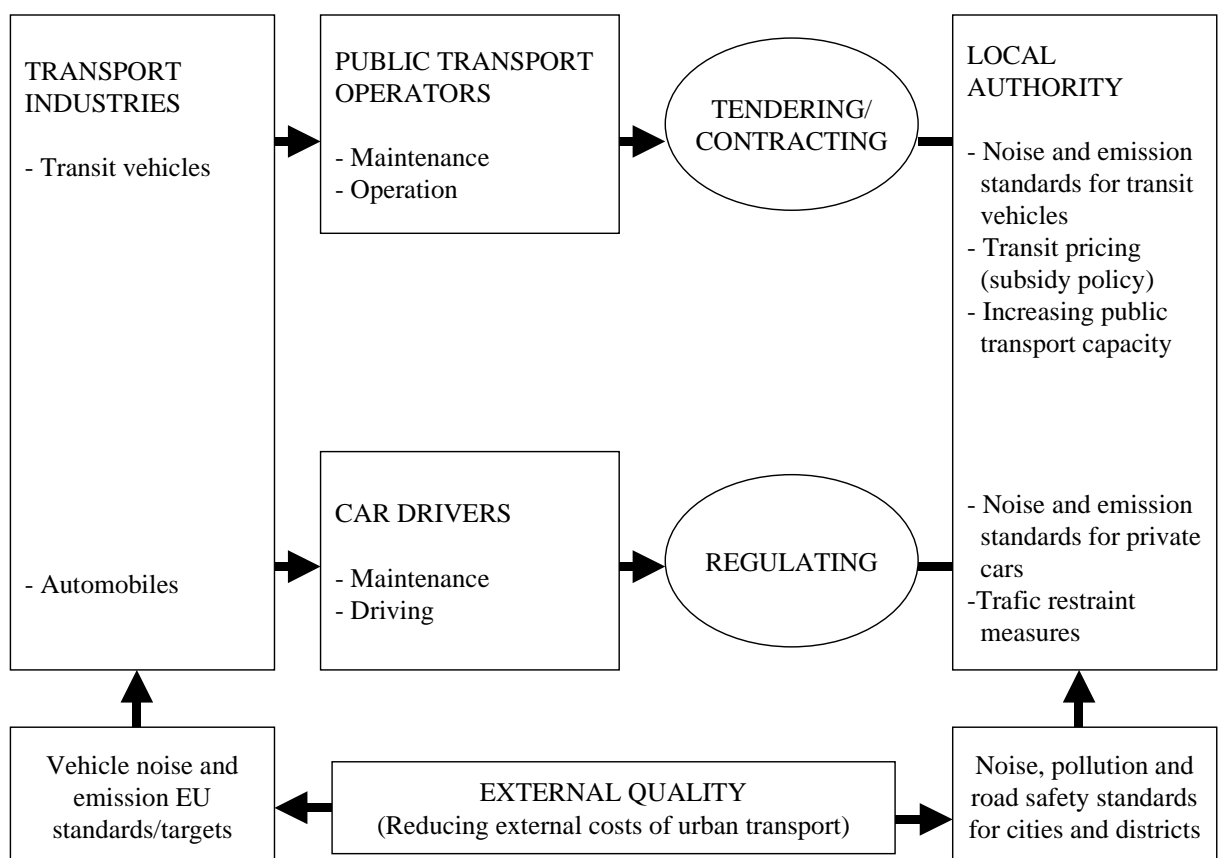 TRANSPORT
INDUSTRIES
- Transit vehicles
- Automobiles
PUBLIC TRANSPORT
OPERATORS
- Maintenance
- Operation
TENDERING/
CONTRACTING
LOCAL
AUTHORITY
- Noise and emission
standards for transit
vehicles
- Transit pricing
(subsidy policy)
- Increasing public
transport capacity
- Noise and emission
standards for private
cars
-Trafic restraint
measures
CAR DRIVERS
- Maintenance
- Driving
REGULATING
Vehicle noise and
emission EU
standards/targets
EXTERNAL QUALITY
(Reducing external costs of urban transport)
Noise, pollution and
road safety standards
for cities and districts